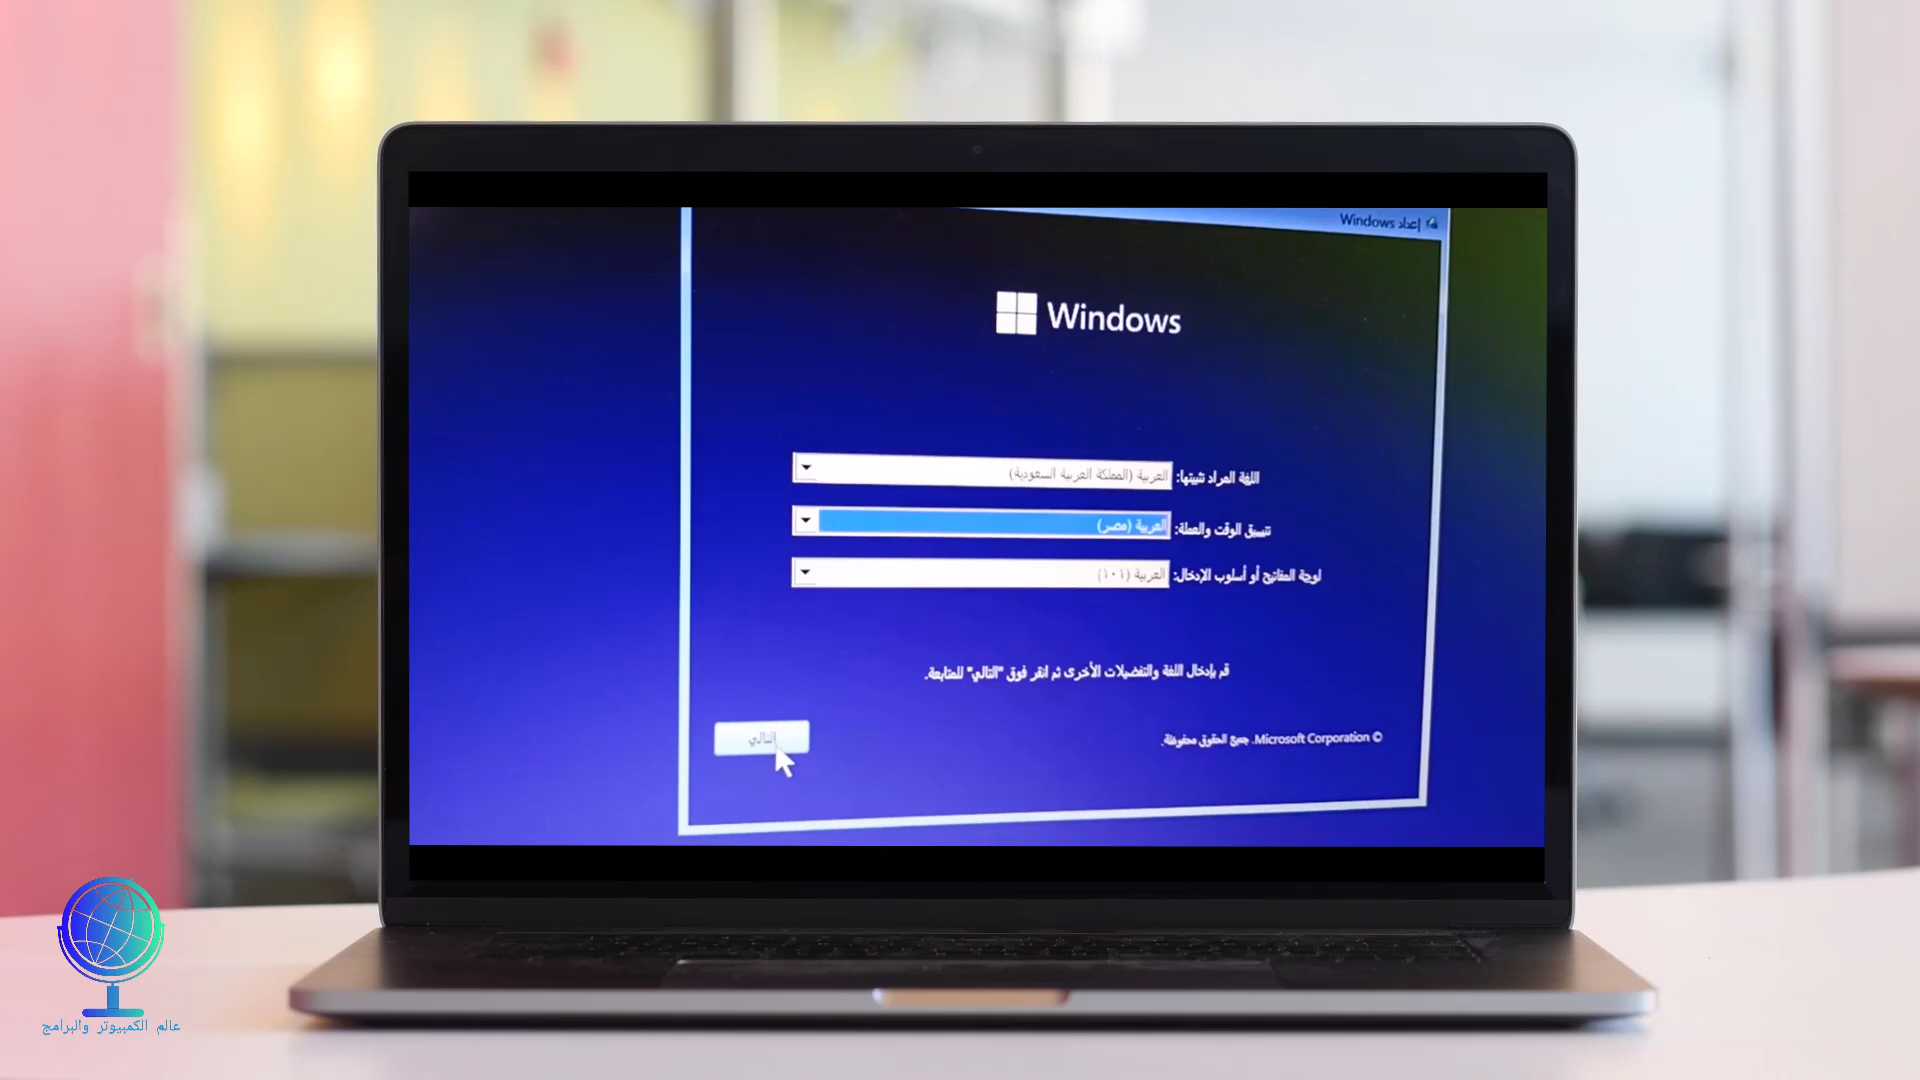 إعداد Windows
Windows
اللغة المراد تثبيتها: العربية (المملكة العربية السعودية)
تنسيق الوقت والعملة: العربية (مصر)
لوحة المفاتيح أو أسلوب الإدخال: العربية (١٠١)
قم بإدخال اللغة والتفضيلات الأخرى ثم انقر فوق "التالي" للمتابعة.
© Microsoft Corporation. جميع الحقوق محفوظة.
التالي
عالم الكمبيوتر والبرامج